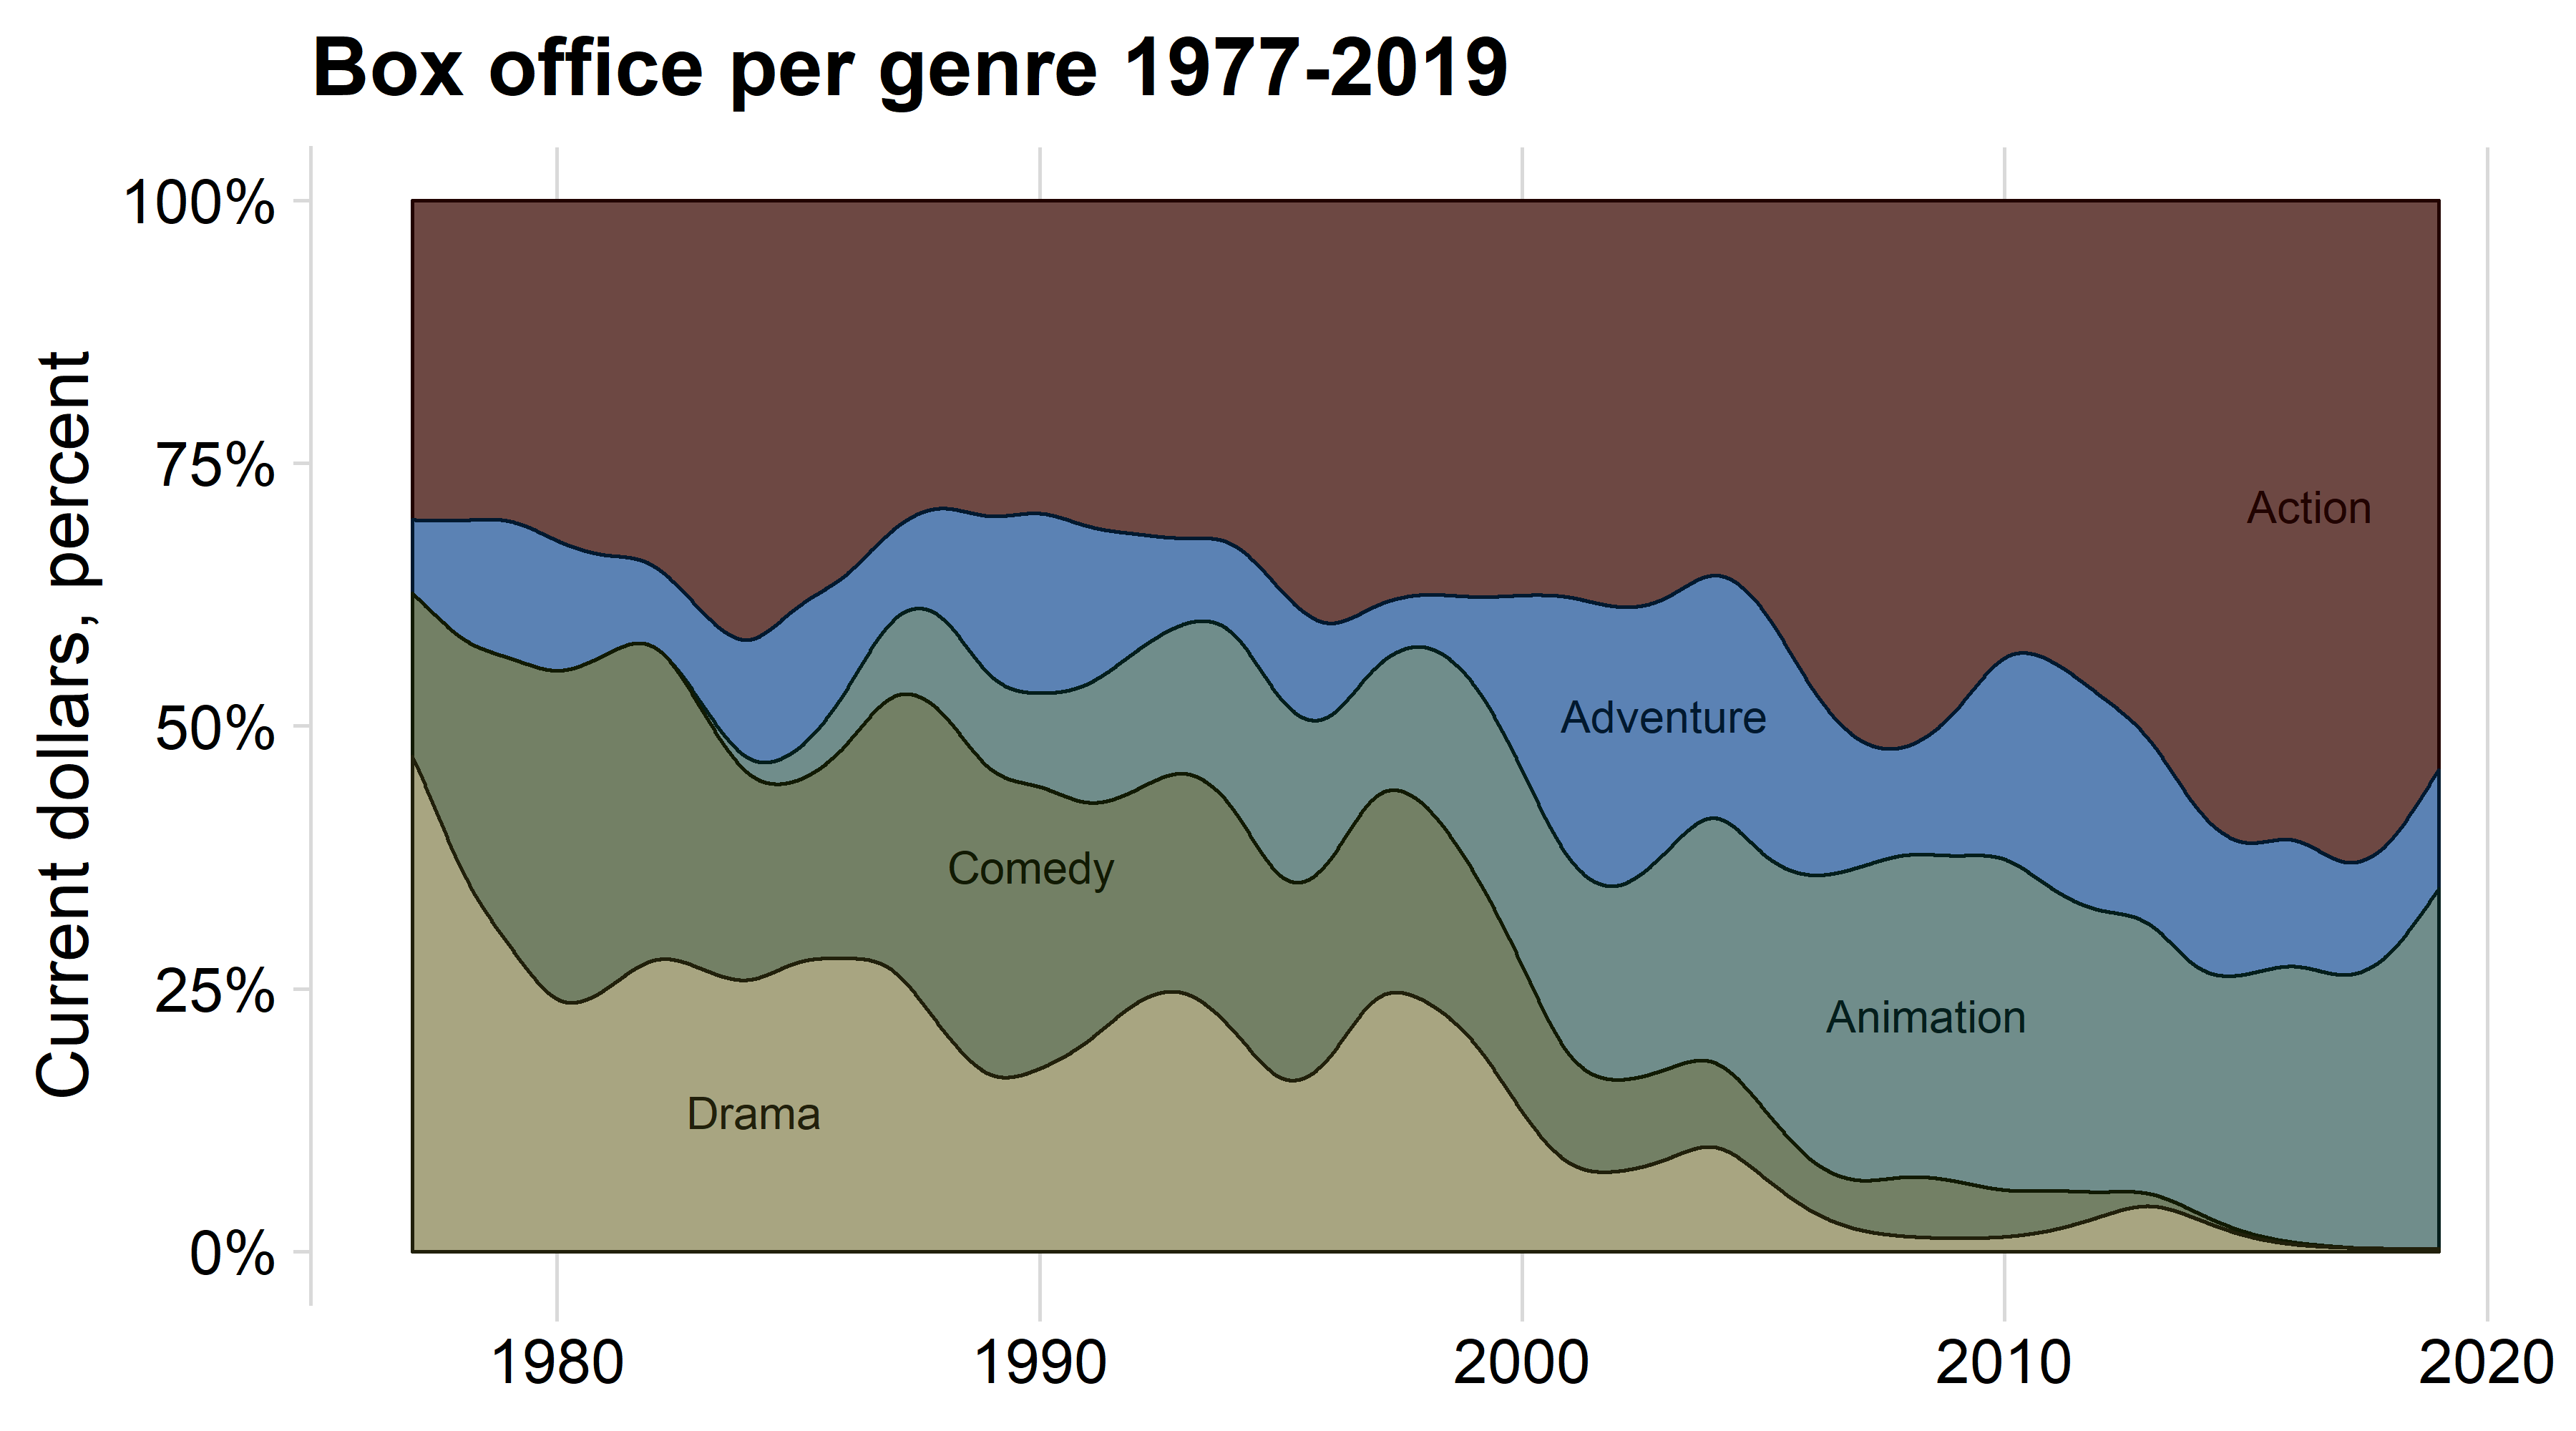 Box office per genre 1977-2019
Current dollars, percent
100%
75%
50%
25%
0%
Action
Adventure
Comedy
Animation
Drama
1980
1990
2000
2010
2020